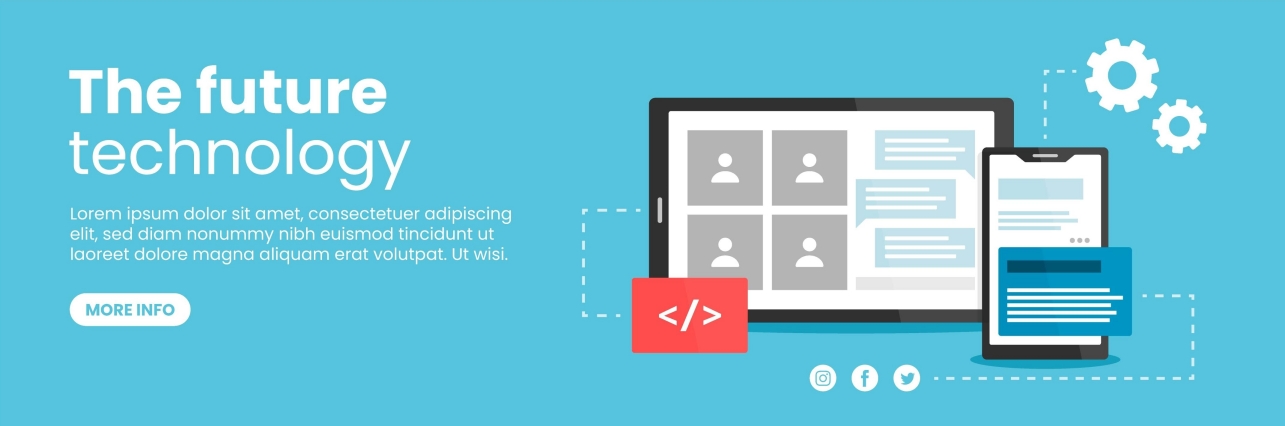 The future
technology
Lorem ipsum dolor sit amet, consectetuer adipiscing
elit, sed diam nonummy nibh euismod tincidunt ut
laoreet dolore magna aliquam erat volutpat. Ut wisi.
MORE INFO
</>